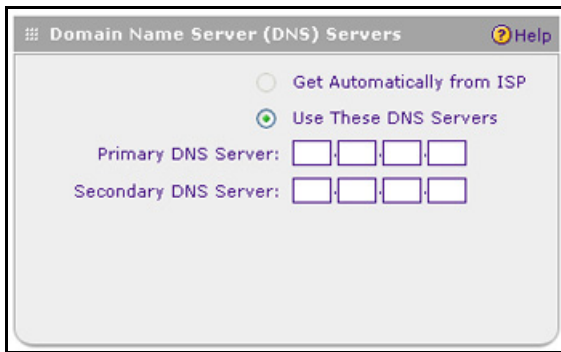 Domain Name Server (DNS) Servers ?Help
Get Automatically from ISP
Use These DNS Servers
Primary DNS Server: . . .
Secondary DNS Server: . . .